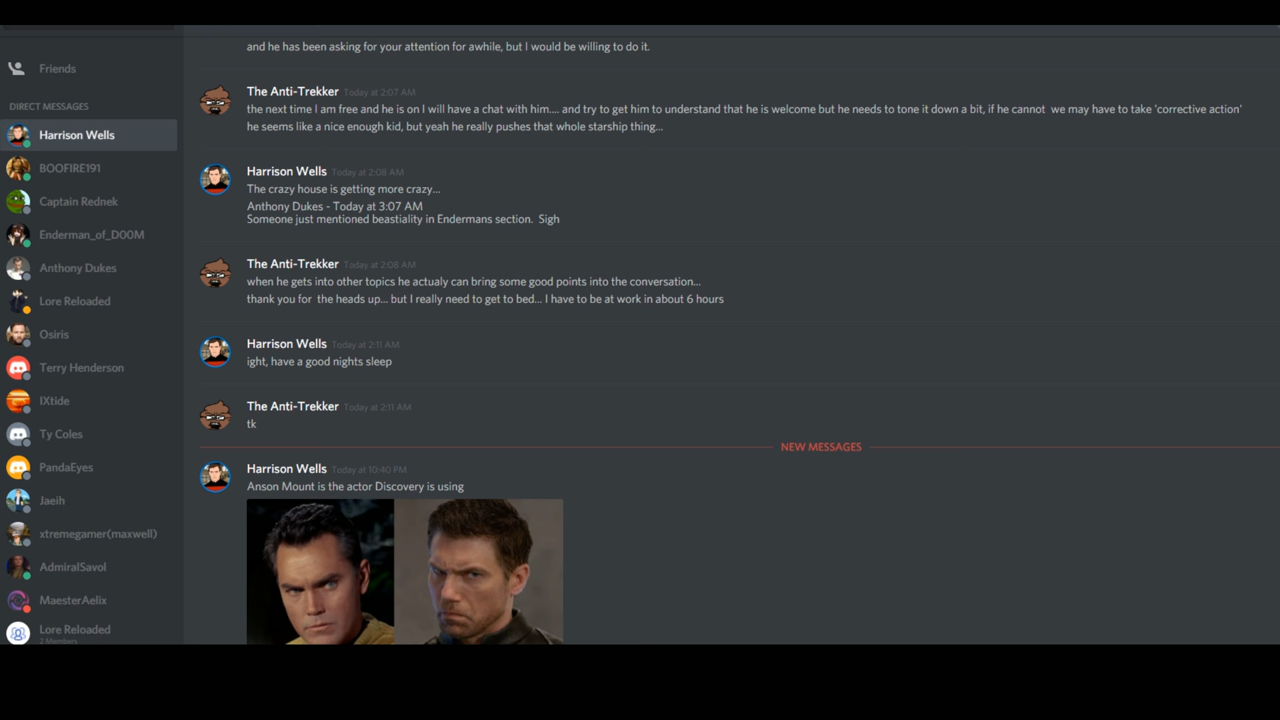 Friends
DIRECT MESSAGES
Harrison Wells
BOOFIRE191
Captain Rednek
Enderman_of_D00M
Anthony Dukes
Lore Reloaded
Osiris
Terry Henderson
IXtide
Ty Coles
PandaEyes
Jaeih
xtremegamer(maxwell)
AdmiralSavol
MaesterAelix
Lore Reloaded
2 Members
and he has been asking for your attention for awhile, but I would be willing to do it.
The Anti-Trekker Today at 2:07 AM
the next time I am free and he is on I will have a chat with him.... and try to get him to understand that he is welcome but he needs to tone it down a bit, if he cannot we may have to take 'corrective action'
he seems like a nice enough kid, but yeah he really pushes that whole starship thing...
Harrison Wells Today at 2:08 AM
The crazy house is getting more crazy...
Anthony Dukes - Today at 3:07 AM
Someone just mentioned beastiality in Endermans section. Sigh
The Anti-Trekker Today at 2:08 AM
when he gets into other topics he actualy can bring some good points into the conversation...
thank you for the heads up... but I really need to get to bed... I have to be at work in about 6 hours
Harrison Wells Today at 2:11 AM
ight, have a good nights sleep
The Anti-Trekker Today at 2:11 AM
tk
NEW MESSAGES
Harrison Wells Today at 10:40 PM
Anson Mount is the actor Discovery is using